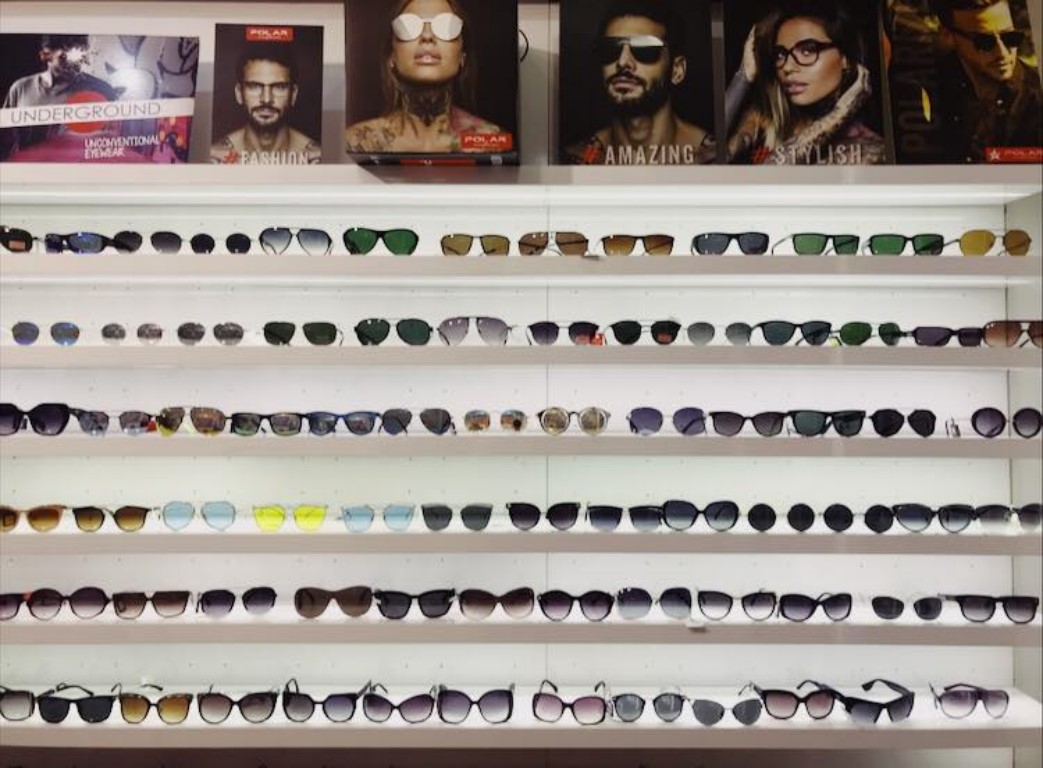 UNDERGROUND
UNCONVENTIONAL
EYEWEAR
POLAR
#FASHION
POLAR
#AMAZING
#STYLISH
POLAR